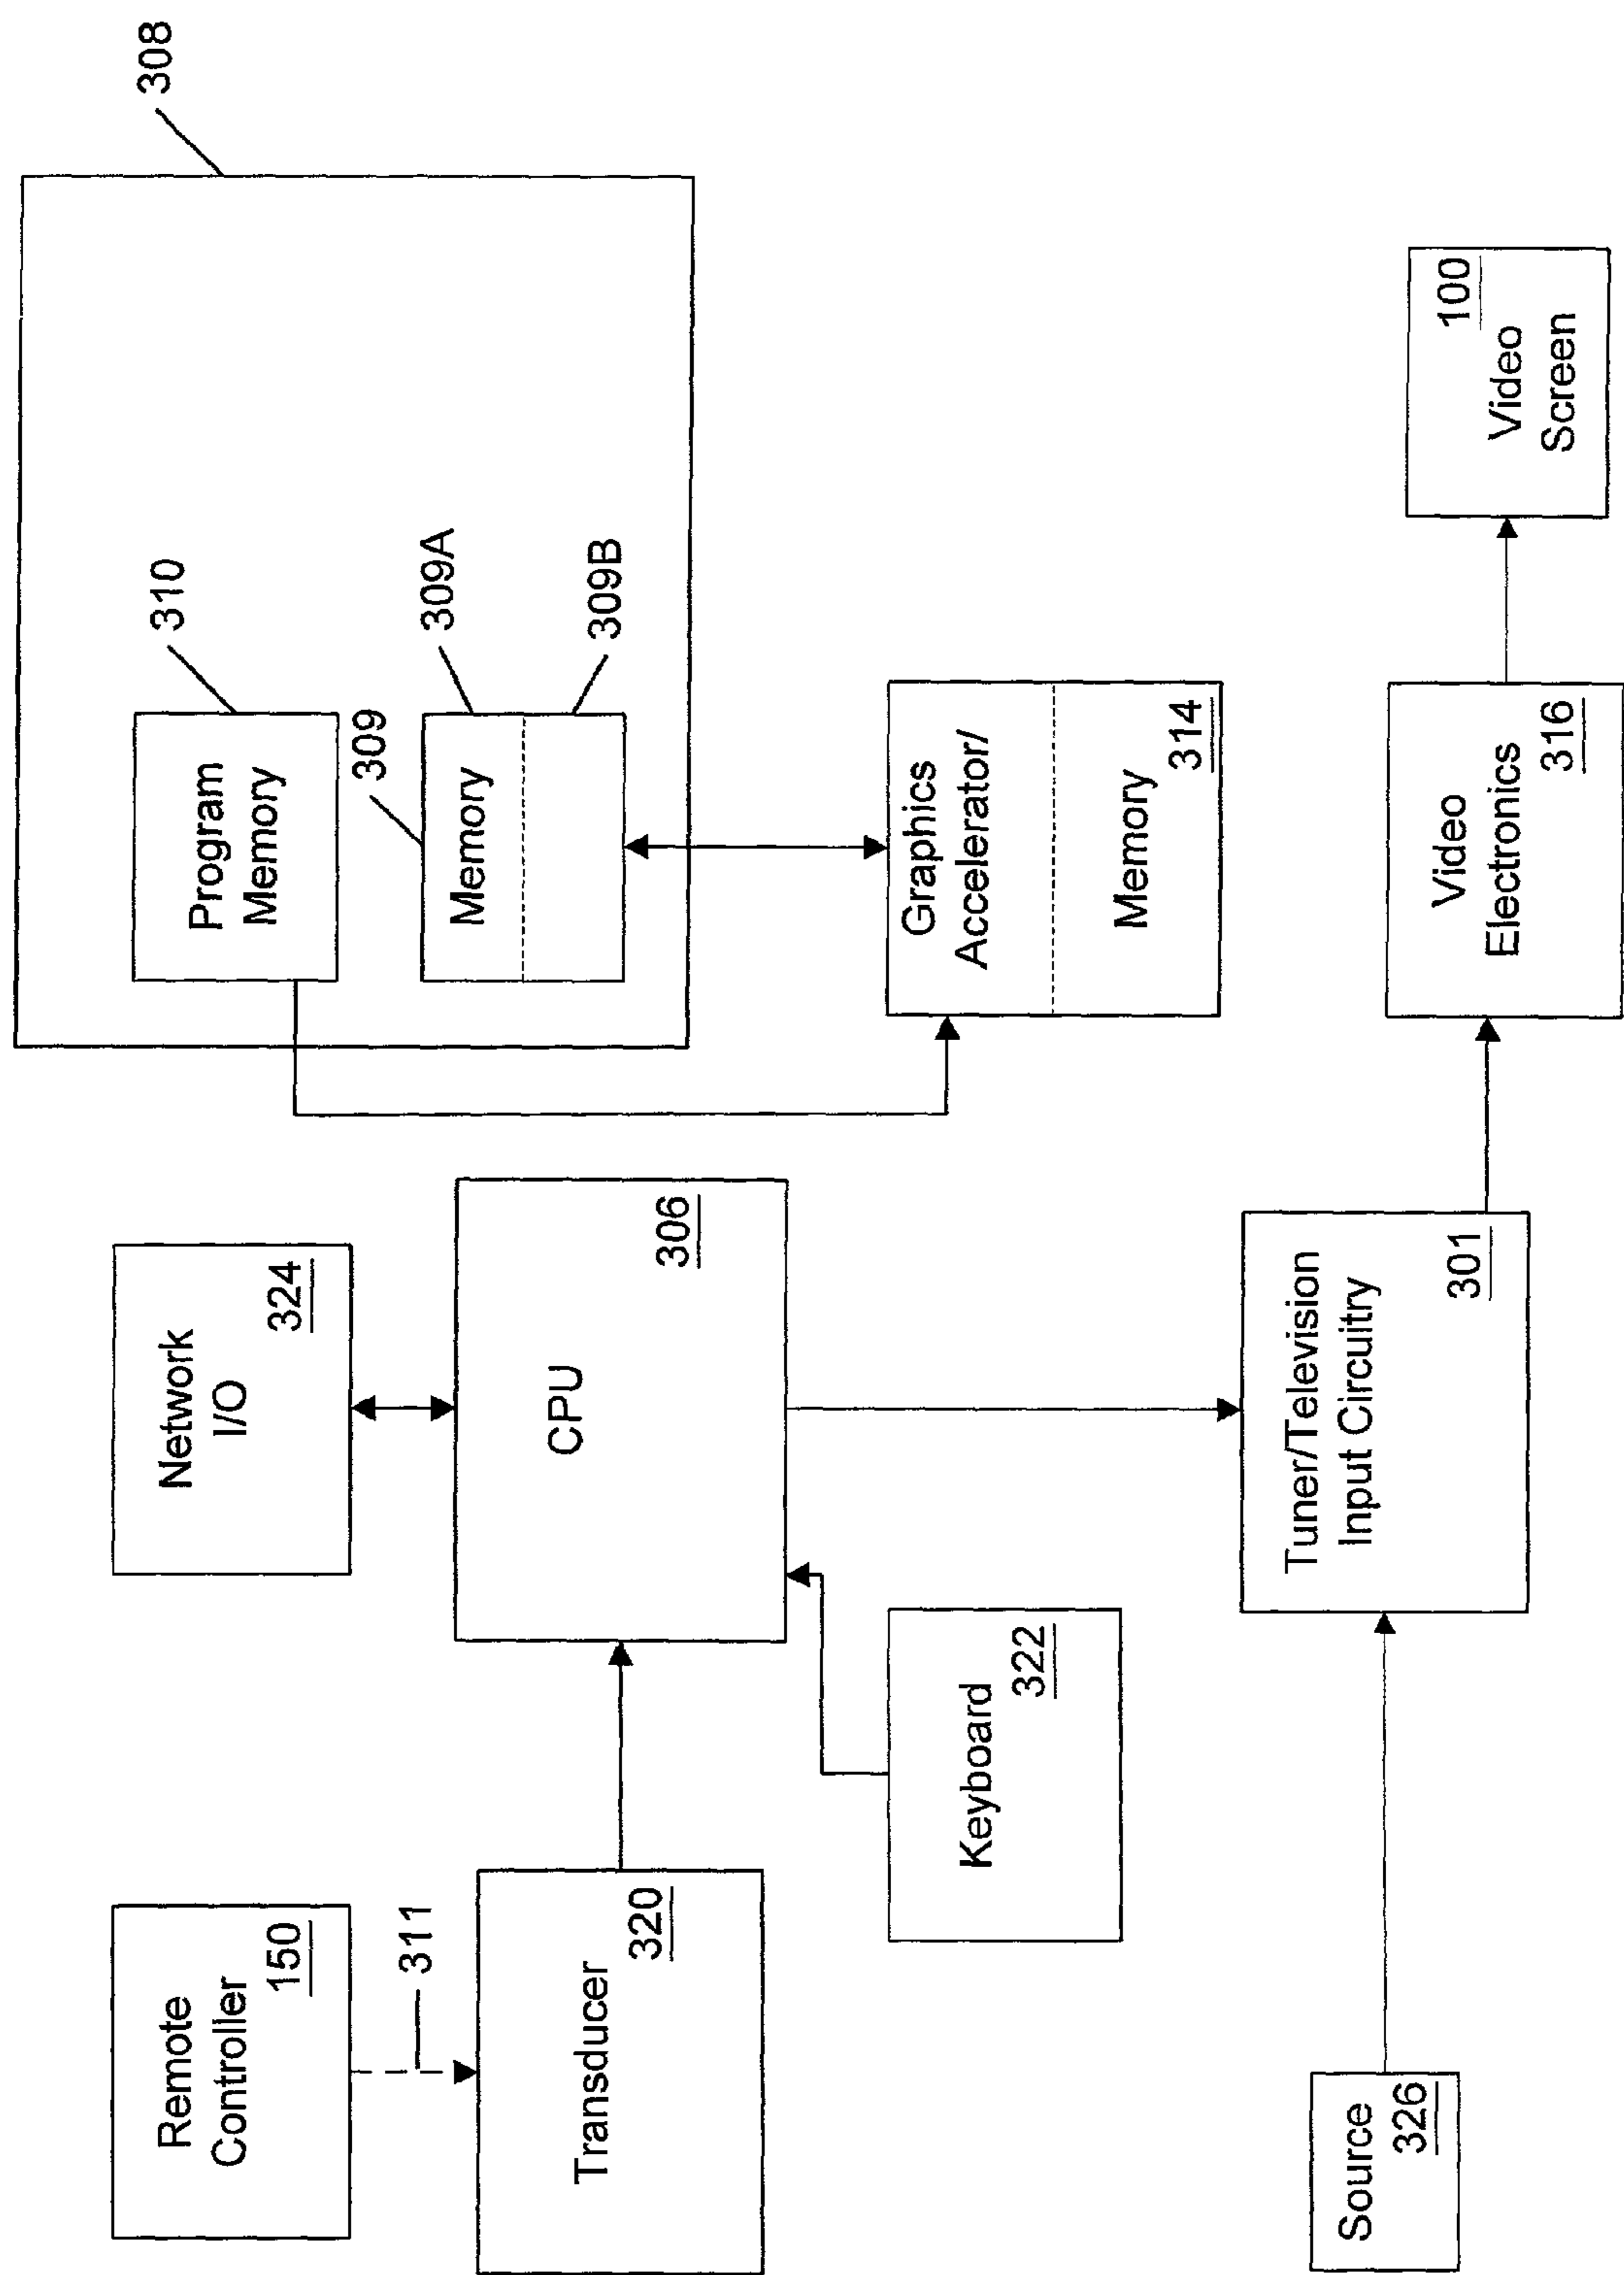 Remote
Controller
150
311
Transducer
320
Network
I/O
324
CPU
306
Keyboard
322
308
Program
Memory
310
309
Memory
309A
309B
Graphics
Accelerator/
Memory
314
Source
326
Tuner/Television
Input Circuitry
301
Video
Electronics
316
100
Video
Screen